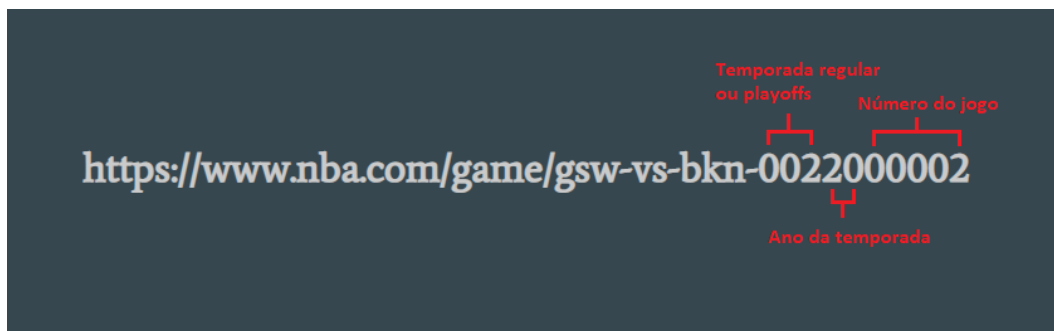 Temporada regular
ou playoffs
Número do jogo
https://www.nba.com/game/gsw-vs-bkn-0022000002
Ano da temporada